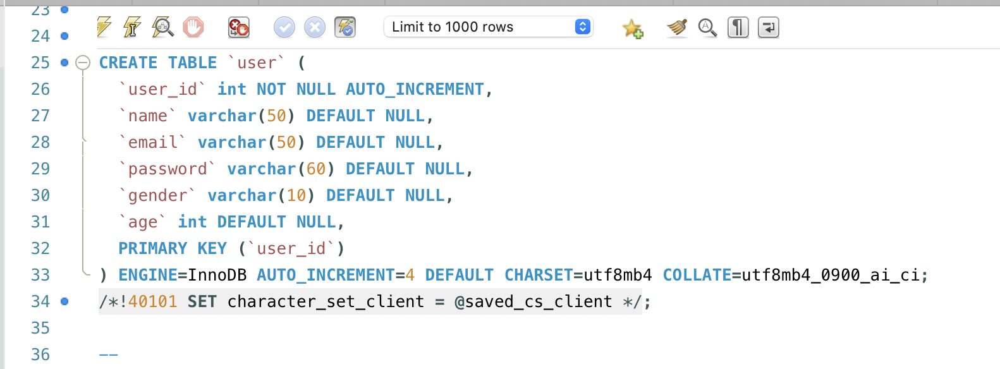 23
24
Limit to 1000 rows
25 CREATE TABLE `user` (
26 `user_id` int NOT NULL AUTO_INCREMENT,
27 `name` varchar(50) DEFAULT NULL,
28 `email` varchar(50) DEFAULT NULL,
29 `password` varchar(60) DEFAULT NULL,
30 `gender` varchar(10) DEFAULT NULL,
31 `age` int DEFAULT NULL,
32 PRIMARY KEY (`user_id`)
33 ) ENGINE=InnoDB AUTO_INCREMENT=4 DEFAULT CHARSET=utf8mb4 COLLATE=utf8mb4_0900_ai_ci;
34 /*!40101 SET character_set_client = @saved_cs_client */;
35
36 --